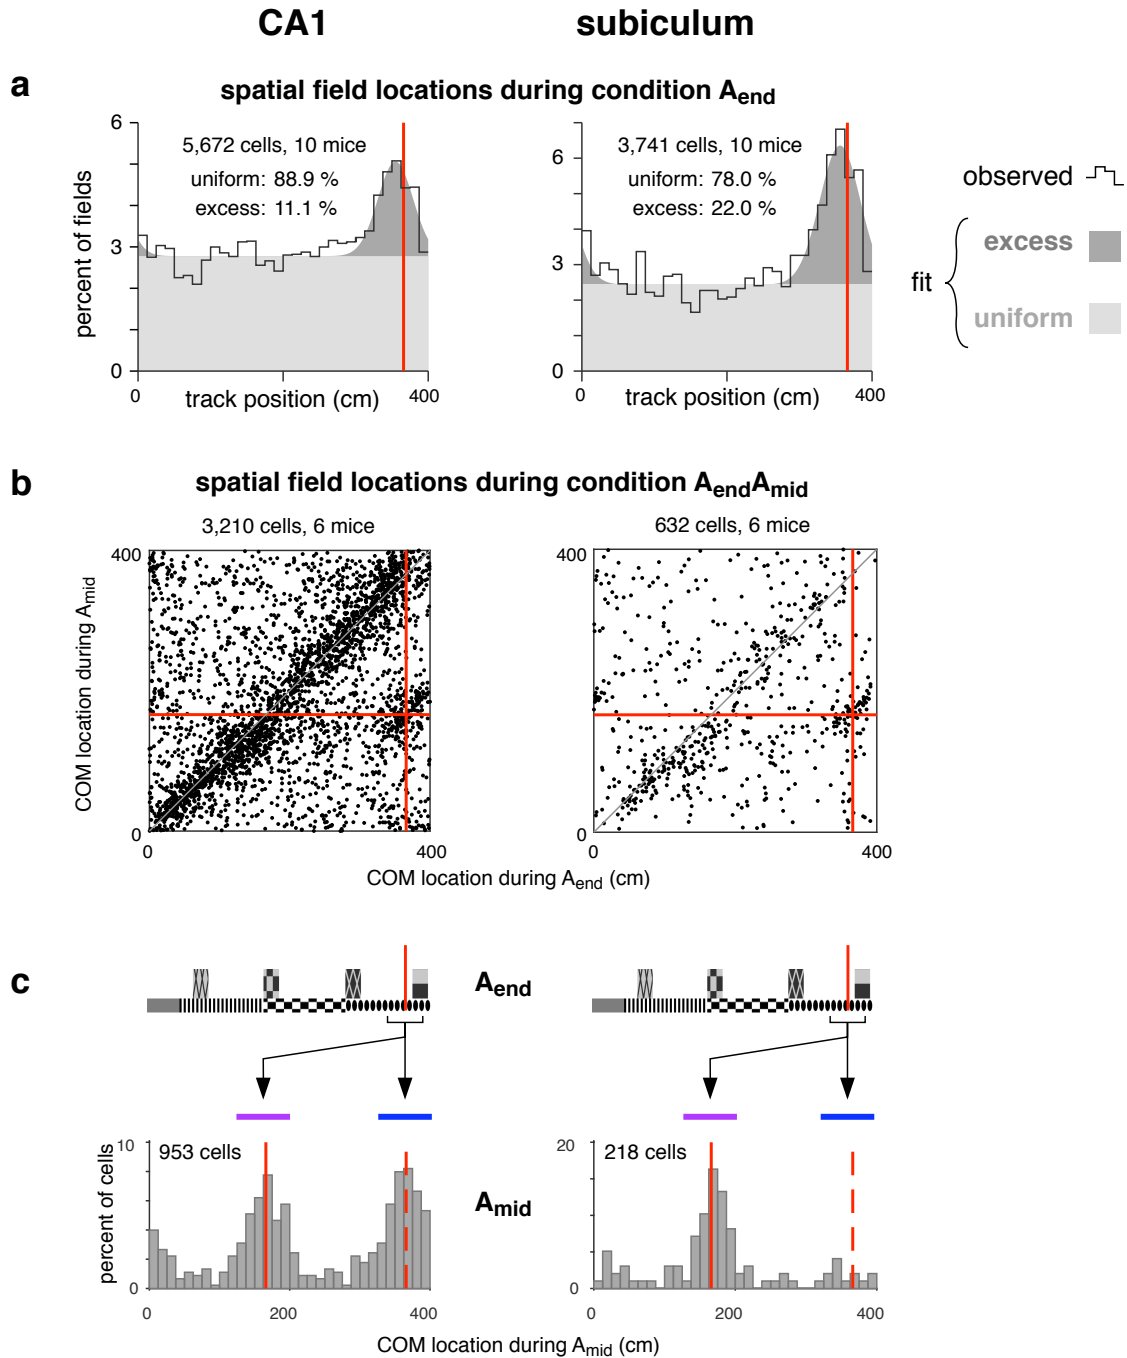 CA1 subiculum
a
spatial field locations during condition Aend
6
5,672 cells, 10 mice
uniform: 88.9 %
excess: 11.1 %
3
0
percent of fields
0
400
track position (cm)
6
3,741 cells, 10 mice
uniform: 78.0 %
excess: 22.0 %
3
0
0
400
track position (cm)
observed
fit
excess
uniform
b
spatial field locations during condition AendAmid
3,210 cells, 6 mice
632 cells, 6 mice
400
0
COM location during Amid
0
400
400
0
0
400
COM location during Aend (cm)
c
Aend
10
953 cells
percent of cells
0
0
200
400
Amid
20
218 cells
0
0
200
400
COM location during Amid (cm)